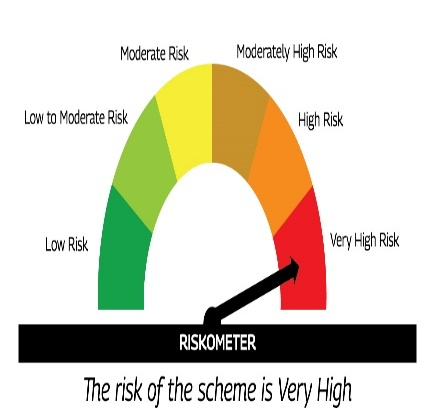 Moderate Risk
Moderately High Risk
Low to Moderate Risk
High Risk
Low Risk
Very High Risk
RISKOMETER
The risk of the scheme is Very High